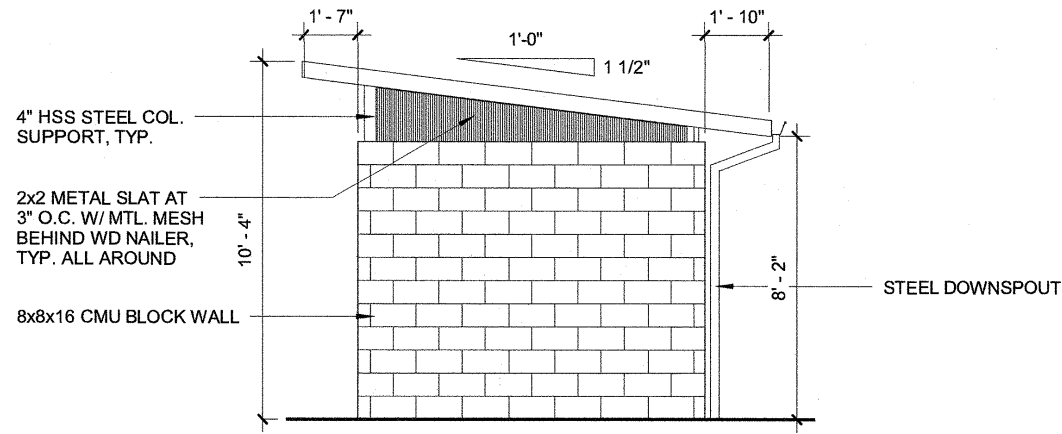 1' - 7"
1'-0"
1' - 10"
1 1/2"
4" HSS STEEL COL.
SUPPORT, TYP.
2x2 METAL SLAT AT
3" O.C. W/ MTL. MESH
BEHIND WD NAILER,
TYP. ALL AROUND
10' - 4"
8' - 2"
STEEL DOWNSPOUT
8x8x16 CMU BLOCK WALL